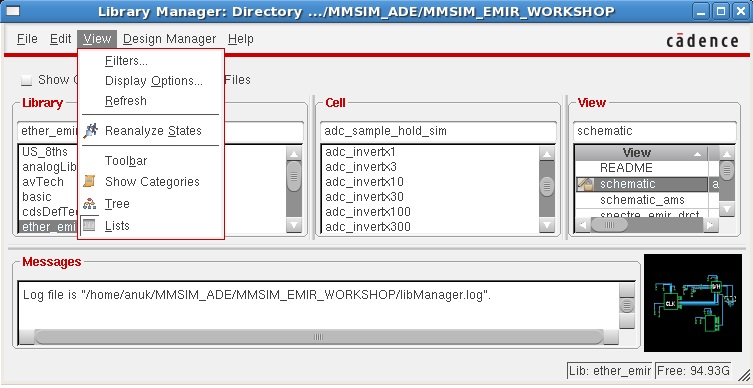 Library Manager: Directory .../MMSIM_ADE/MMSIM_EMIR_WORKSHOP
File Edit View Design Manager Help
cādence
Filters...
Display Options...
Refresh
Reanalyze States
Toolbar
Show Categories
Tree
Lists
Show C
Files
Library
ether_emi
US_8ths
analogLib
avTech
basic
cdsDefTec
ether_emi
Cell
adc_sample_hold_sim
adc_invertx1
adc_invertx3
adc_invertx10
adc_invertx30
adc_invertx100
adc_invertx300
View
schematic
View
README
schematic a
schematic_ams
spectre_emir_drct
Messages
Log file is "/home/anuk/MMSIM_ADE/MMSIM_EMIR_WORKSHOP/libManager.log".
CLK
S/H
Lib: ether_emir Free: 94.93G